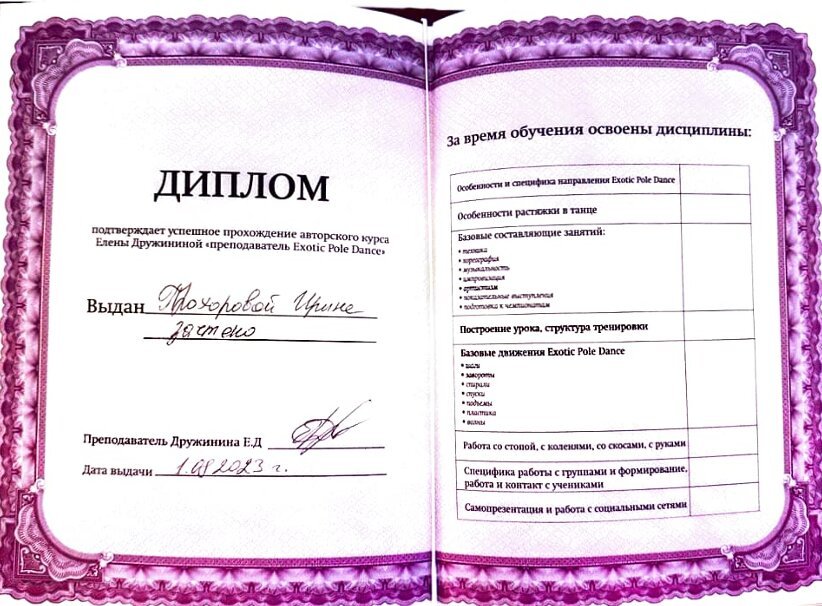 ДИПЛОМ
подтверждает успешное прохождение авторского курса
Елены Дружининой «преподаватель Exotic Pole Dance»
Выдан Прохоровой Ирине
зачтено
Преподаватель Дружинина Е.Д
Дата выдачи 1.09.2023 г.
За время обучения освоены дисциплины:
Особенности и специфика направления Exotic Pole Dance
Особенности растяжки в танце
Базовые составляющие занятий:
• техника
• хореография
• музыкальность
• импровизация
• артистизм
• показательные выступления
• подготовка к чемпионатам
Построение урока, структура тренировки
Базовые движения Exotic Pole Dance
• шаги
• завороты
• спирали
• спуски
• подъемы
• пластика
• волны
Работа со стопой, с коленями, со скосами, с руками
Специфика работы с группами и формирование,
работа и контакт с учениками
Самопрезентация и работа с социальными сетями